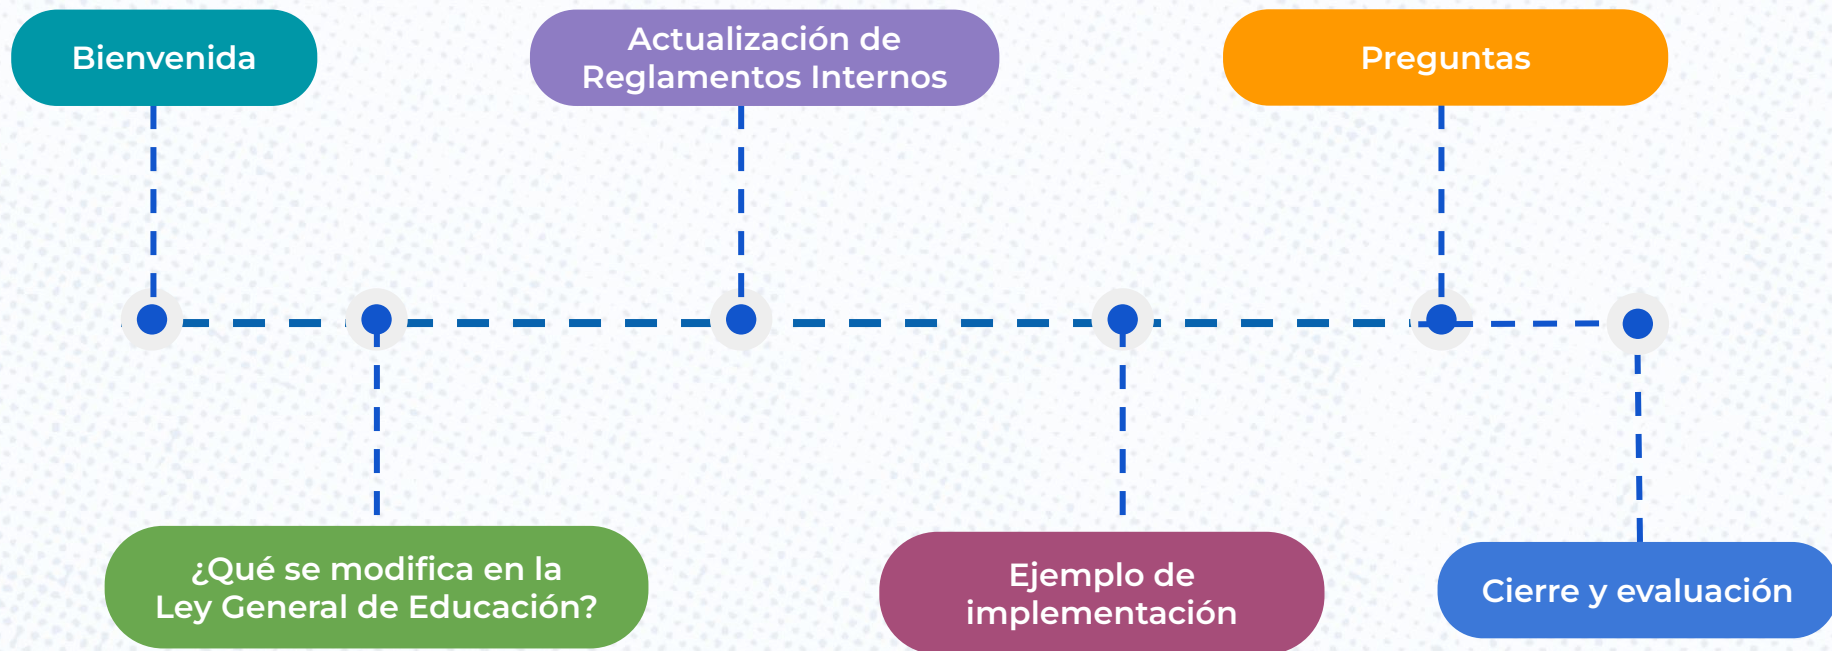 Bienvenida
Actualización de
Reglamentos Internos
Preguntas
¿Qué se modifica en la
Ley General de Educación?
Ejemplo de
implementación
Cierre y evaluación